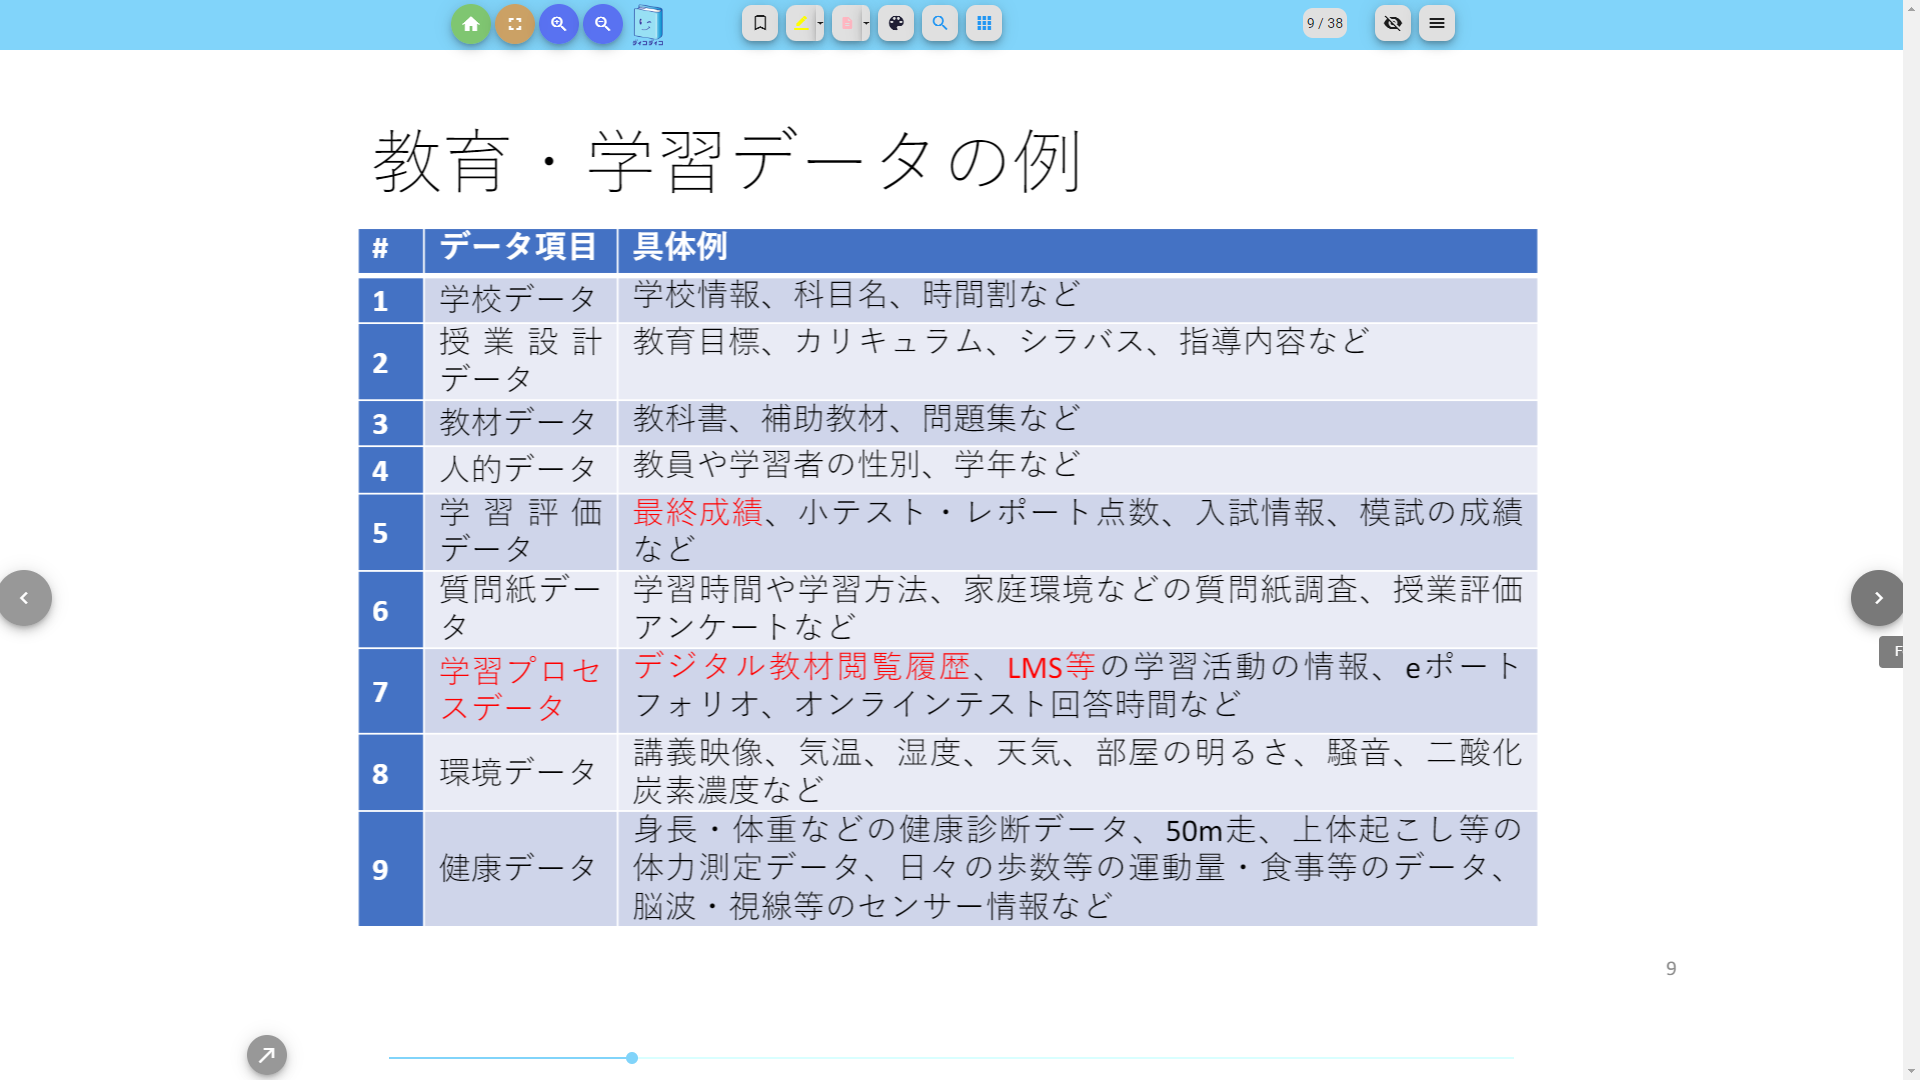 ダイコダイコ
9 / 38
教育・学習データの例
# データ項目 具体例
1 学校データ 学校情報、科目名、時間割など
2 授業設計
データ
教育目標、カリキュラム、シラバス、指導内容など
3 教材データ 教科書、補助教材、問題集など
4 人的データ 教員や学習者の性別、学年など
5 学習評価
データ
最終成績、小テスト・レポート点数、入試情報、模試の成績
など
6 質問紙デー
タ
学習時間や学習方法、家庭環境などの質問紙調査、授業評価
アンケートなど
7 学習プロセ
スデータ
デジタル教材閲覧履歴、LMS等の学習活動の情報、eポート
フォリオ、オンラインテスト回答時間など
8 環境データ
講義映像、気温、湿度、天気、部屋の明るさ、騒音、二酸化
炭素濃度など
9 健康データ
身長・体重などの健康診断データ、50m走、上体起こし等の
体力測定データ、日々の歩数等の運動量・食事等のデータ、
脳波・視線等のセンサー情報など
F
9